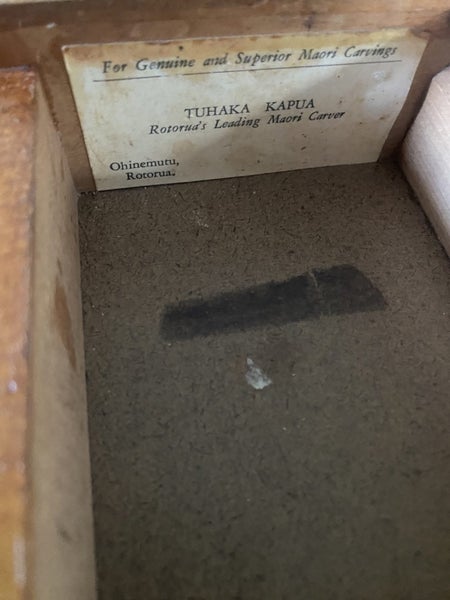 For Genuine and Superior Maori Carvings
TUHAKA KAPUA
Rotorua's Leading Maori Carver
Ohinemutu,
Rotorua.